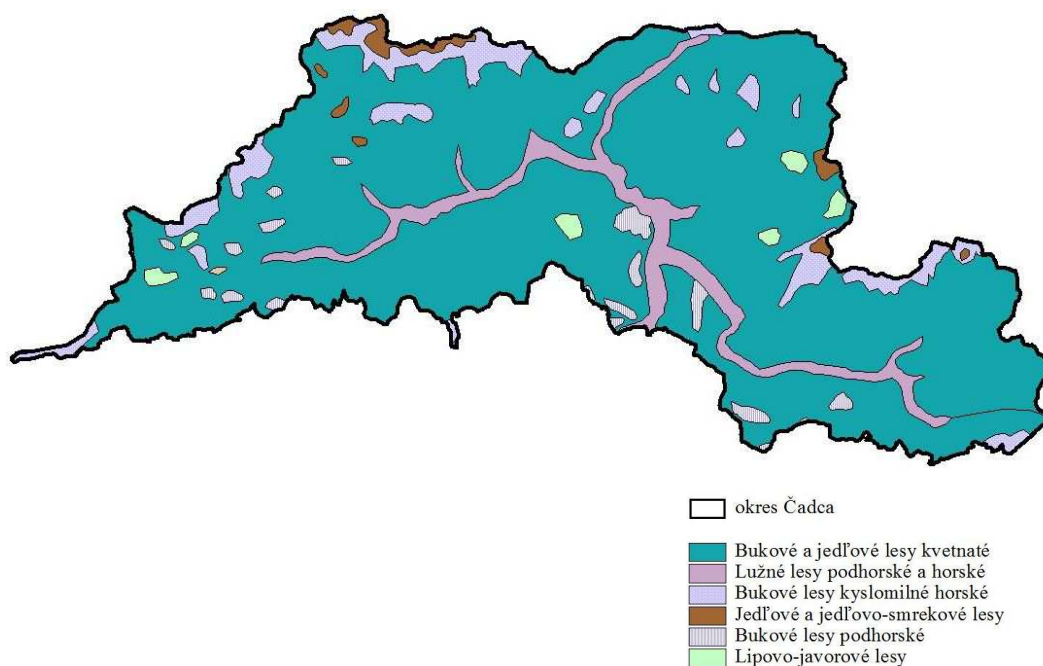 okres Čadca
Bukové a jedľové lesy kvetnaté
Lužné lesy podhorské a horské
Bukové lesy kyslomilné horské
Jedľové a jedľovo-smrekové lesy
Bukové lesy podhorské
Lipovo-javorové lesy